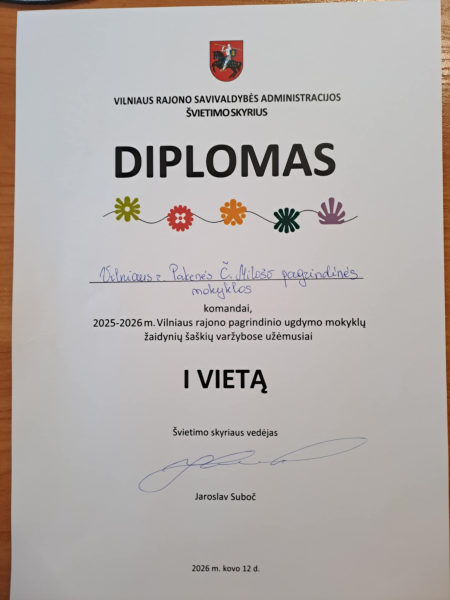 VILNIAUS RAJONO SAVIVALDYBĖS ADMINISTRACIJOS
ŠVIETIMO SKYRIUS
DIPLOMAS
Vilniaus r. Pakenės Č. Milošo pagrindinės
mokyklos
komandai,
2025-2026 m. Vilniaus rajono pagrindinio ugdymo mokyklų
žaidynių šaškių varžybose užėmusiai
I VIETĄ
Švietimo skyriaus vedėjas
Jaroslav Suboč
2026 m. kovo 12 d.